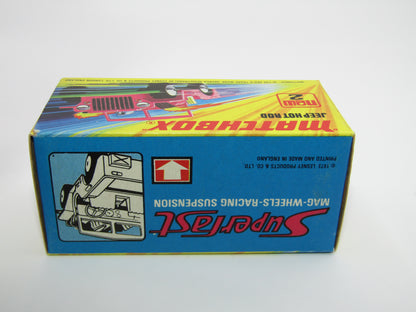 NEW
2
JEEP HOT ROD
MATCHBOX
Superfast
MAG-WHEELS-RACING SUSPENSION
© 1973 LESNEY PRODUCTS & CO. LTD.
PRINTED AND MADE IN ENGLAND